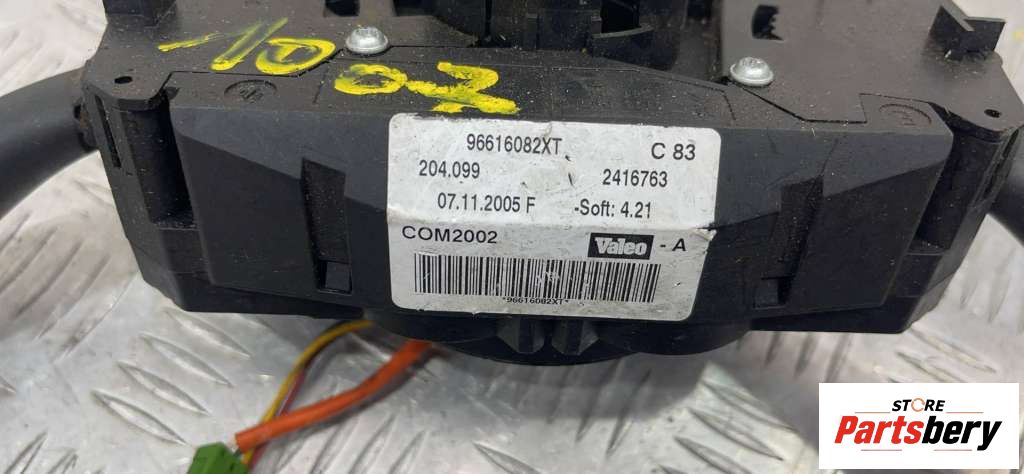 -10
07
96616082XT C 83
204.099 2416763
07.11.2005 F -Soft: 4.21
COM2002 Valeo - A
*96616082XT*
STORE
Partsbery